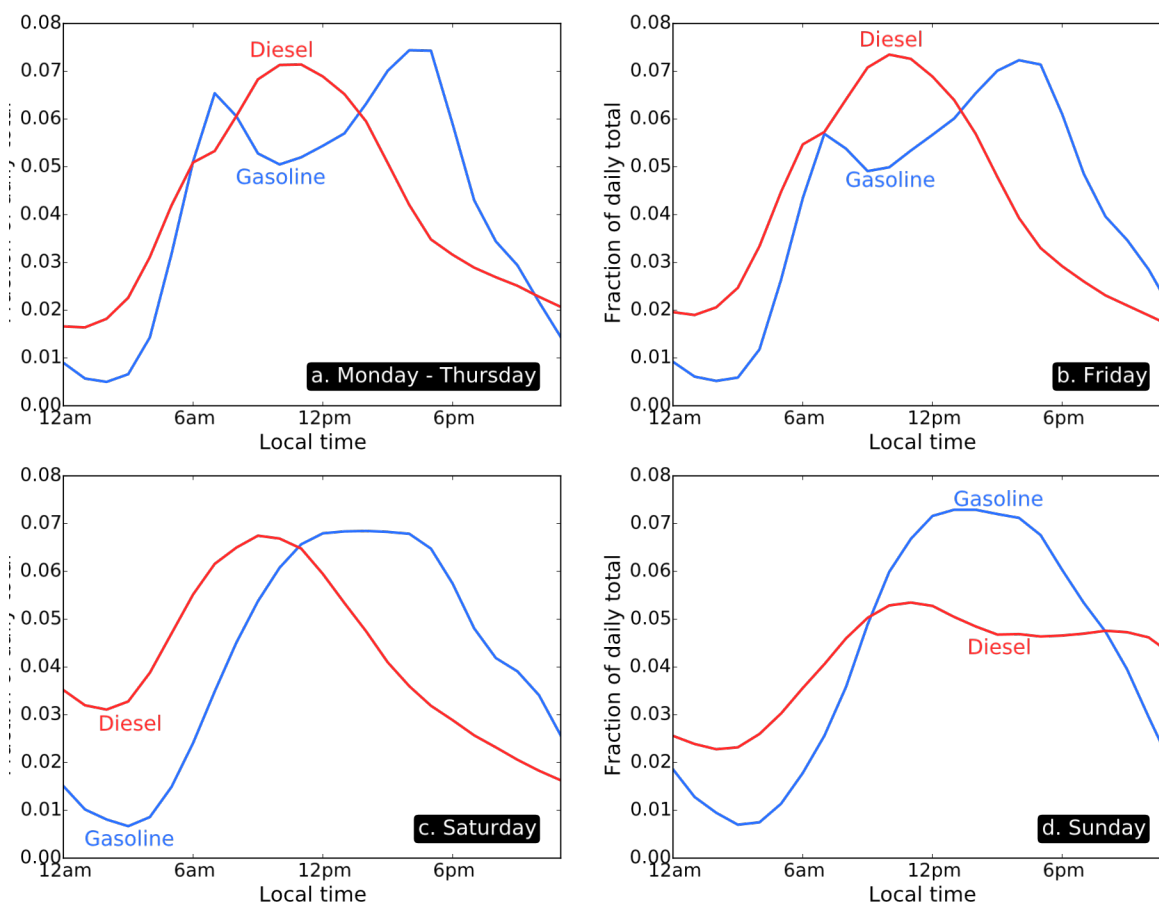 0.08
0.07
0.06
0.05
0.04
0.03
0.02
0.01
0.00
of daily total
Diesel
Gasoline
a. Monday - Thursday
12am 6am 12pm 6pm
Local time
0.08
0.07
0.06
0.05
0.04
0.03
0.02
0.01
0.00
Fraction of daily total
Diesel
Gasoline
b. Friday
12am 6am 12pm 6pm
Local time
0.08
0.07
0.06
0.05
0.04
0.03
0.02
0.01
0.00
of daily total
Diesel
Gasoline
c. Saturday
12am 6am 12pm 6pm
Local time
0.08
0.07
0.06
0.05
0.04
0.03
0.02
0.01
0.00
Fraction of daily total
Gasoline
Diesel
d. Sunday
12am 6am 12pm 6pm
Local time